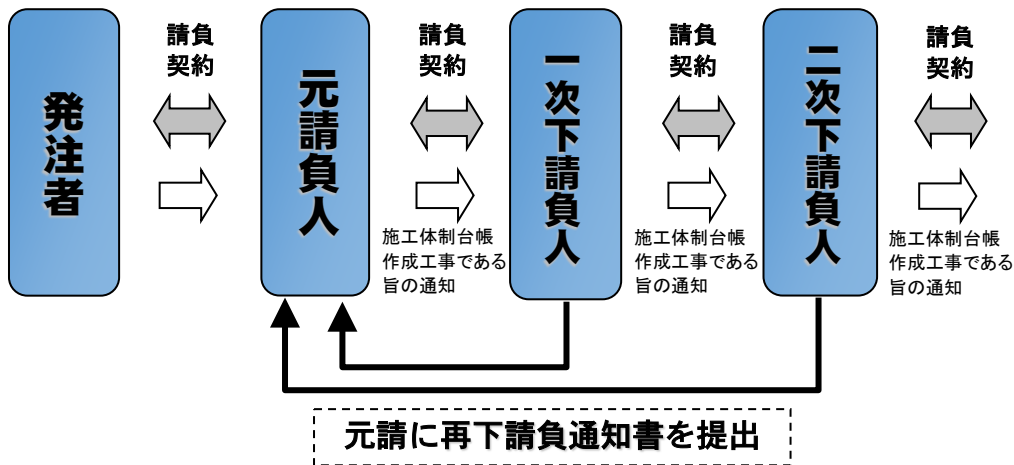 発注者
請負
契約
元請負人
請負
契約
施工体制台帳
作成工事である
旨の通知
一次下請負人
請負
契約
施工体制台帳
作成工事である
旨の通知
二次下請負人
請負
契約
施工体制台帳
作成工事である
旨の通知
元請に再下請負通知書を提出